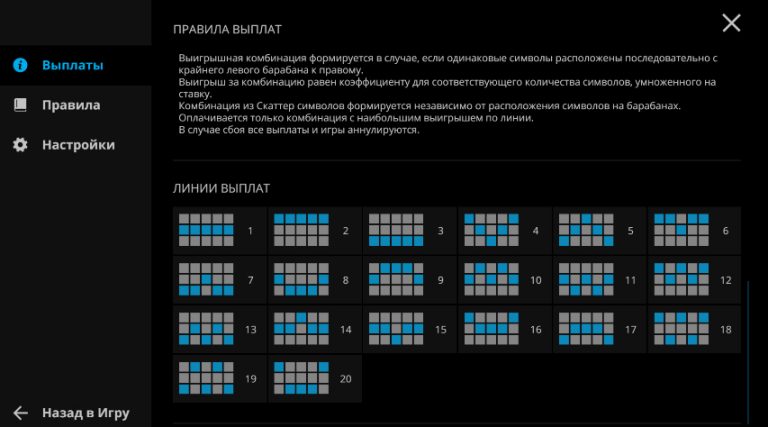 ПРАВИЛА ВЫПЛАТ
Выигрышная комбинация формируется в случае, если одинаковые символы расположены последовательно с
крайнего левого барабана к правому.
Выигрыш за комбинацию равен коэффициенту для соответствующего количества символов, умноженного на
ставку.
Комбинация из Скаттер символов формируется независимо от расположения символов на барабанах.
Оплачивается только комбинация с наибольшим выигрышем по линии.
В случае сбоя все выплаты и игры аннулируются.
Выплаты
Правила
Настройки
ЛИНИИ ВЫПЛАТ
1 2 3 4 5 6
7 8 9 10 11 12
13 14 15 16 17 18
19 20
Назад в Игру